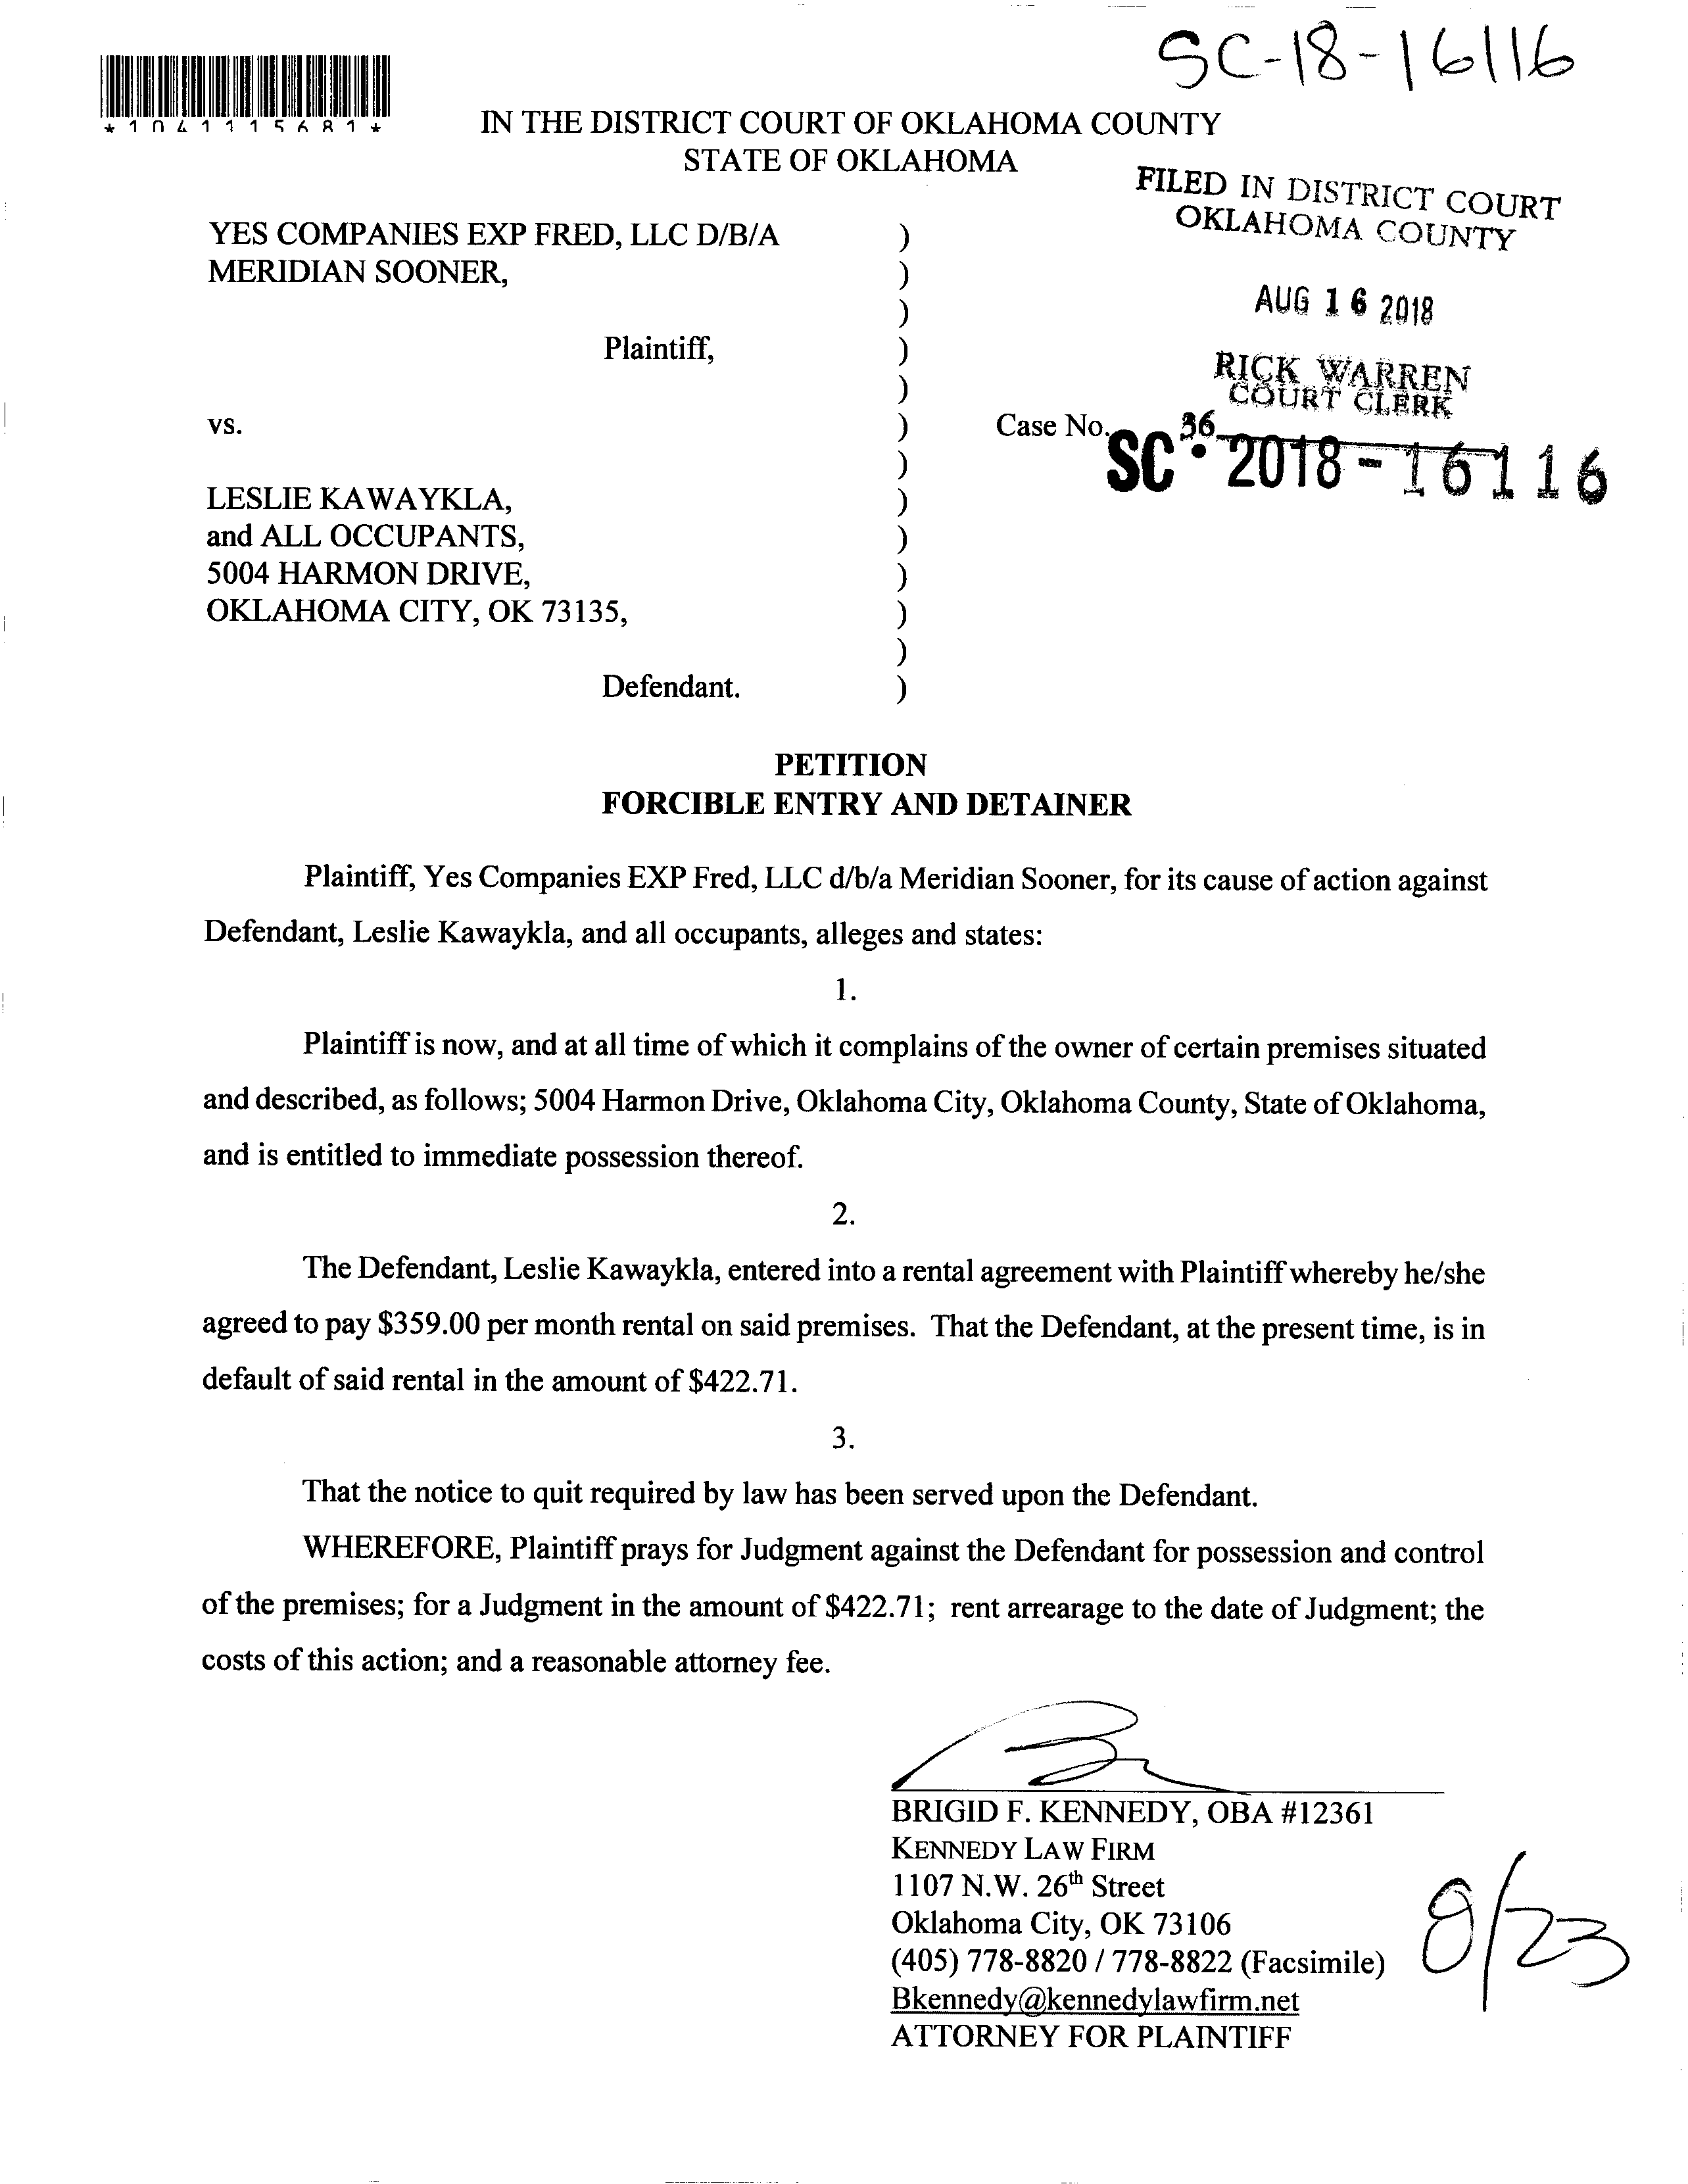 SC-18-16116
*1041115681*
IN THE DISTRICT COURT OF OKLAHOMA COUNTY
STATE OF OKLAHOMA
FILED IN DISTRICT COURT
OKLAHOMA COUNTY
YES COMPANIES EXP FRED, LLC D/B/A )
MERIDIAN SOONER, )
)
AUG 16 2018
Plaintiff, )
)
RICK WARREN
COURT CLERK
vs. ) Case No.
36
SC • 2018 - 16116
)
LESLIE KAWAYKLA, )
and ALL OCCUPANTS, )
5004 HARMON DRIVE, )
OKLAHOMA CITY, OK 73135, )
)
Defendant. )
PETITION
FORCIBLE ENTRY AND DETAINER
Plaintiff, Yes Companies EXP Fred, LLC d/b/a Meridian Sooner, for its cause of action against
Defendant, Leslie Kawaykla, and all occupants, alleges and states:
1.
Plaintiff is now, and at all time of which it complains of the owner of certain premises situated
and described, as follows; 5004 Harmon Drive, Oklahoma City, Oklahoma County, State of Oklahoma,
and is entitled to immediate possession thereof.
2.
The Defendant, Leslie Kawaykla, entered into a rental agreement with Plaintiff whereby he/she
agreed to pay $359.00 per month rental on said premises. That the Defendant, at the present time, is in
default of said rental in the amount of $422.71.
3.
That the notice to quit required by law has been served upon the Defendant.
WHEREFORE, Plaintiff prays for Judgment against the Defendant for possession and control
of the premises; for a Judgment in the amount of $422.71; rent arrearage to the date of Judgment; the
costs of this action; and a reasonable attorney fee.
BRIGID F. KENNEDY, OBA #12361
KENNEDY LAW FIRM
1107 N.W. 26th Street
Oklahoma City, OK 73106
(405) 778-8820 / 778-8822 (Facsimile)
Bkennedy@kennedylawfirm.net
ATTORNEY FOR PLAINTIFF
8/23